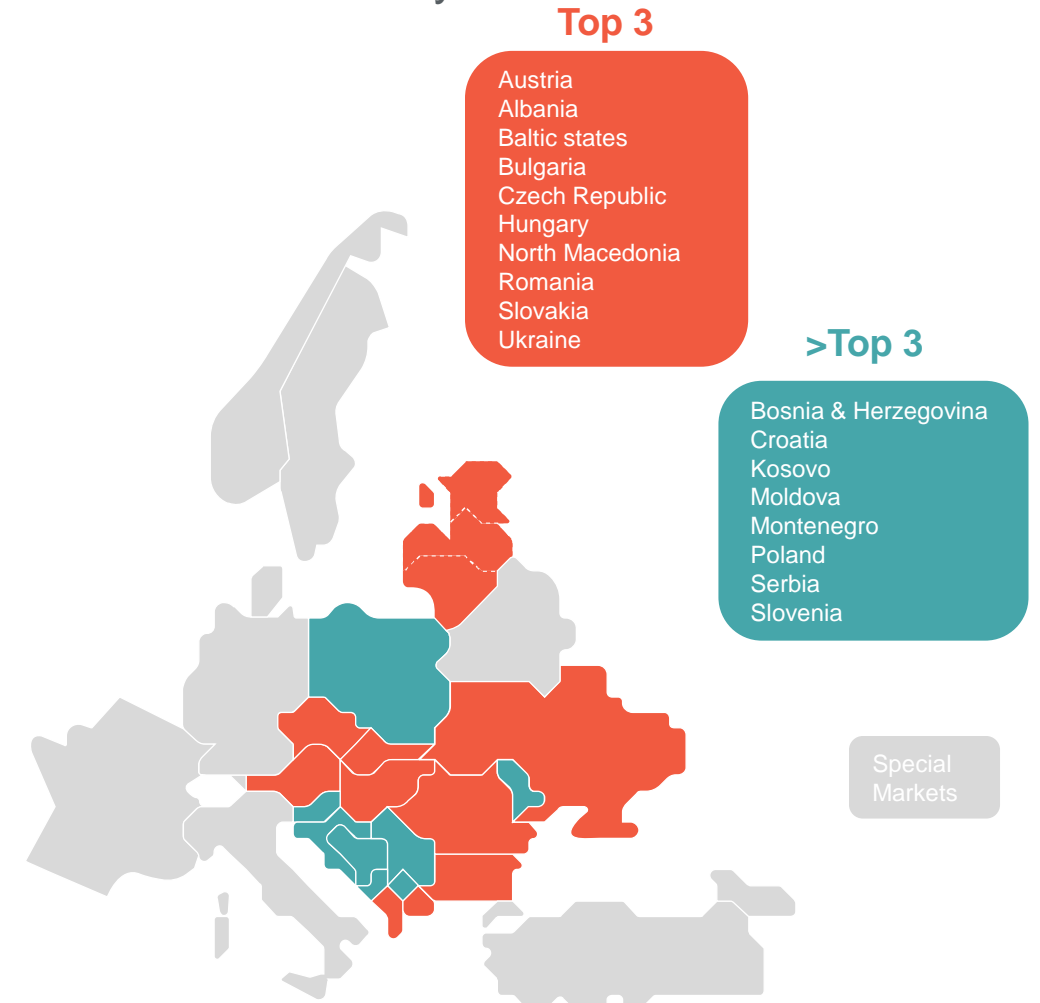 Top 3
Austria
Albania
Baltic states
Bulgaria
Czech Republic
Hungary
North Macedonia
Romania
Slovakia
Ukraine
>Top 3
Bosnia & Herzegovina
Croatia
Kosovo
Moldova
Montenegro
Poland
Serbia
Slovenia
Special
Markets